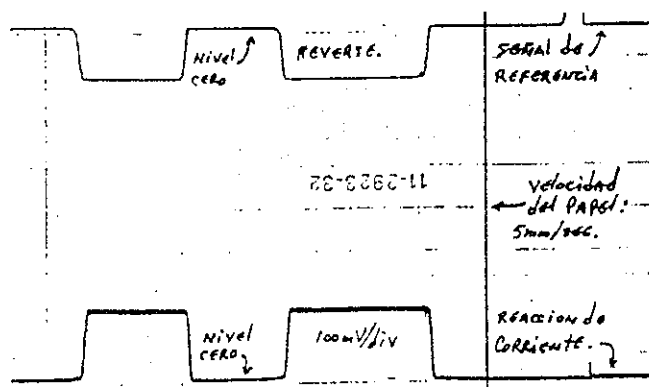 Nivel
CERO
REVERSE.
SEÑAL de
REFERENCIA
11-2923-32
Velocidad
del PAPEL:
5mm/sec.
Nivel
CERO
100mV/div
REACCION de
CORRIENTE.